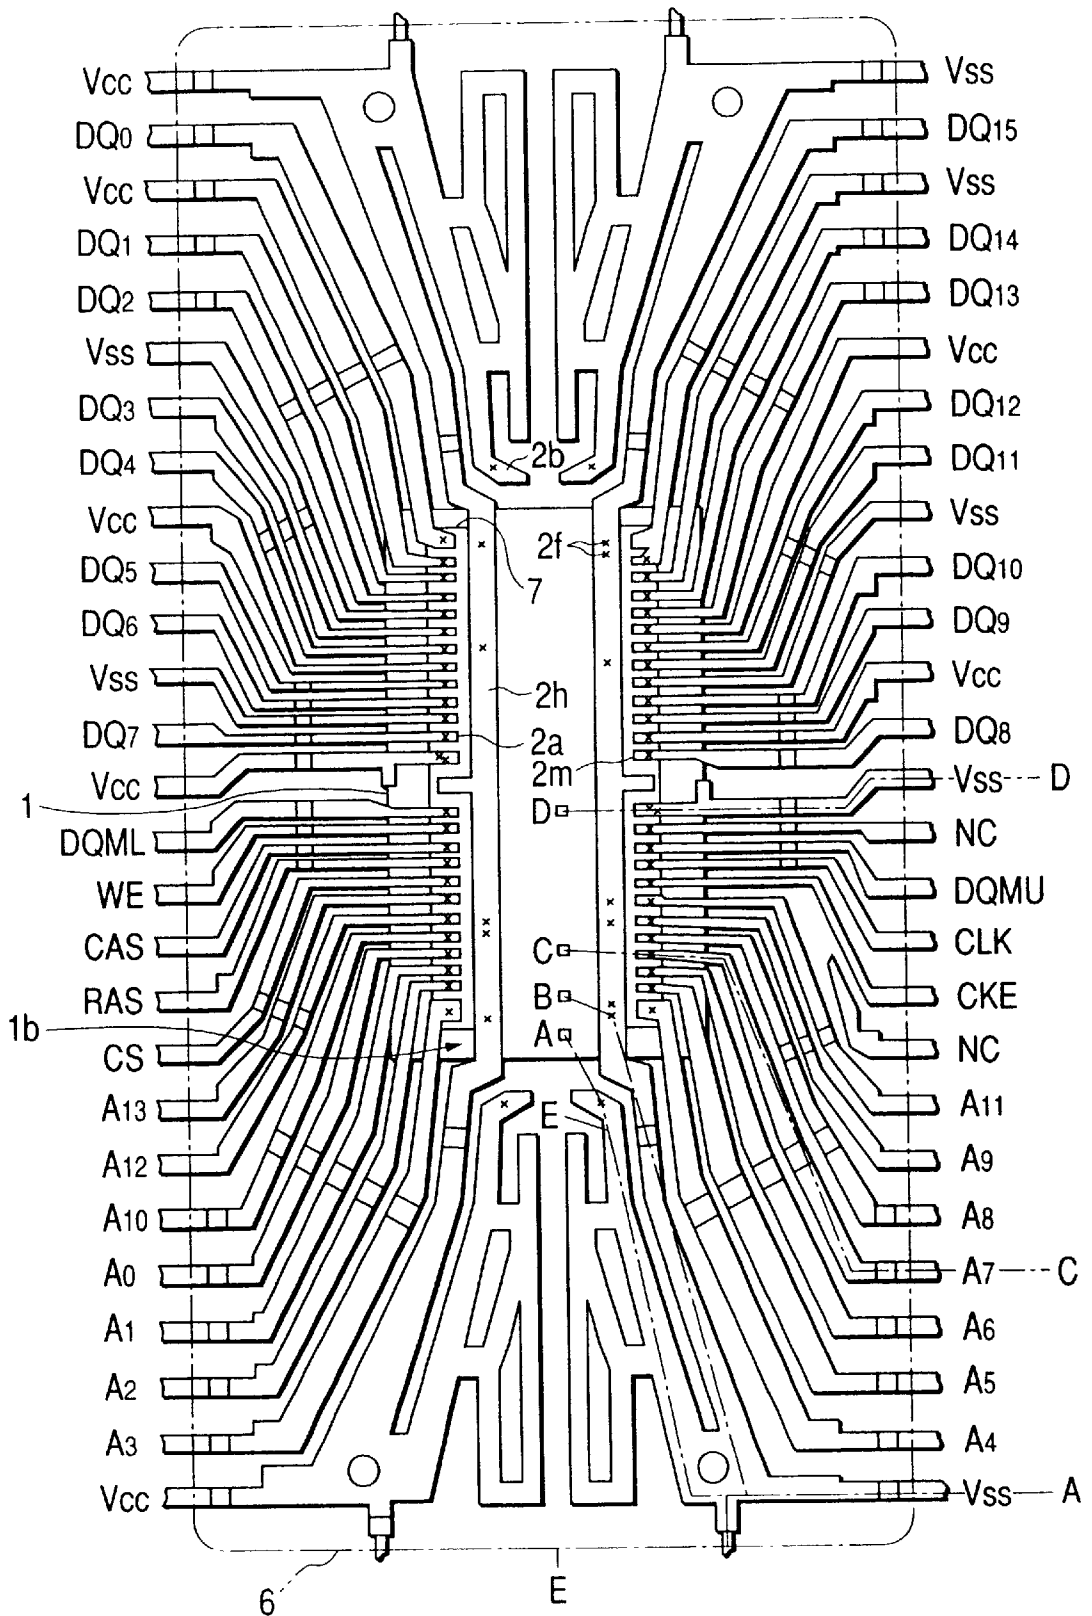 Vcc
DQ0
Vcc
DQ1
DQ2
Vss
DQ3
DQ4
Vcc
DQ5
DQ6
Vss
DQ7
Vcc
1
DQML
WE
CAS
RAS
1b
CS
A13
A12
A10
A0
A1
A2
A3
Vcc
6
2b
2f
7
2h
2a
2m
D
C
B
A
E
E
Vss
DQ15
Vss
DQ14
DQ13
Vcc
DQ12
DQ11
Vss
DQ10
DQ9
Vcc
DQ8
Vss D
NC
DQMU
CLK
CKE
NC
A11
A9
A8
A7 C
A6
A5
A4
Vss A